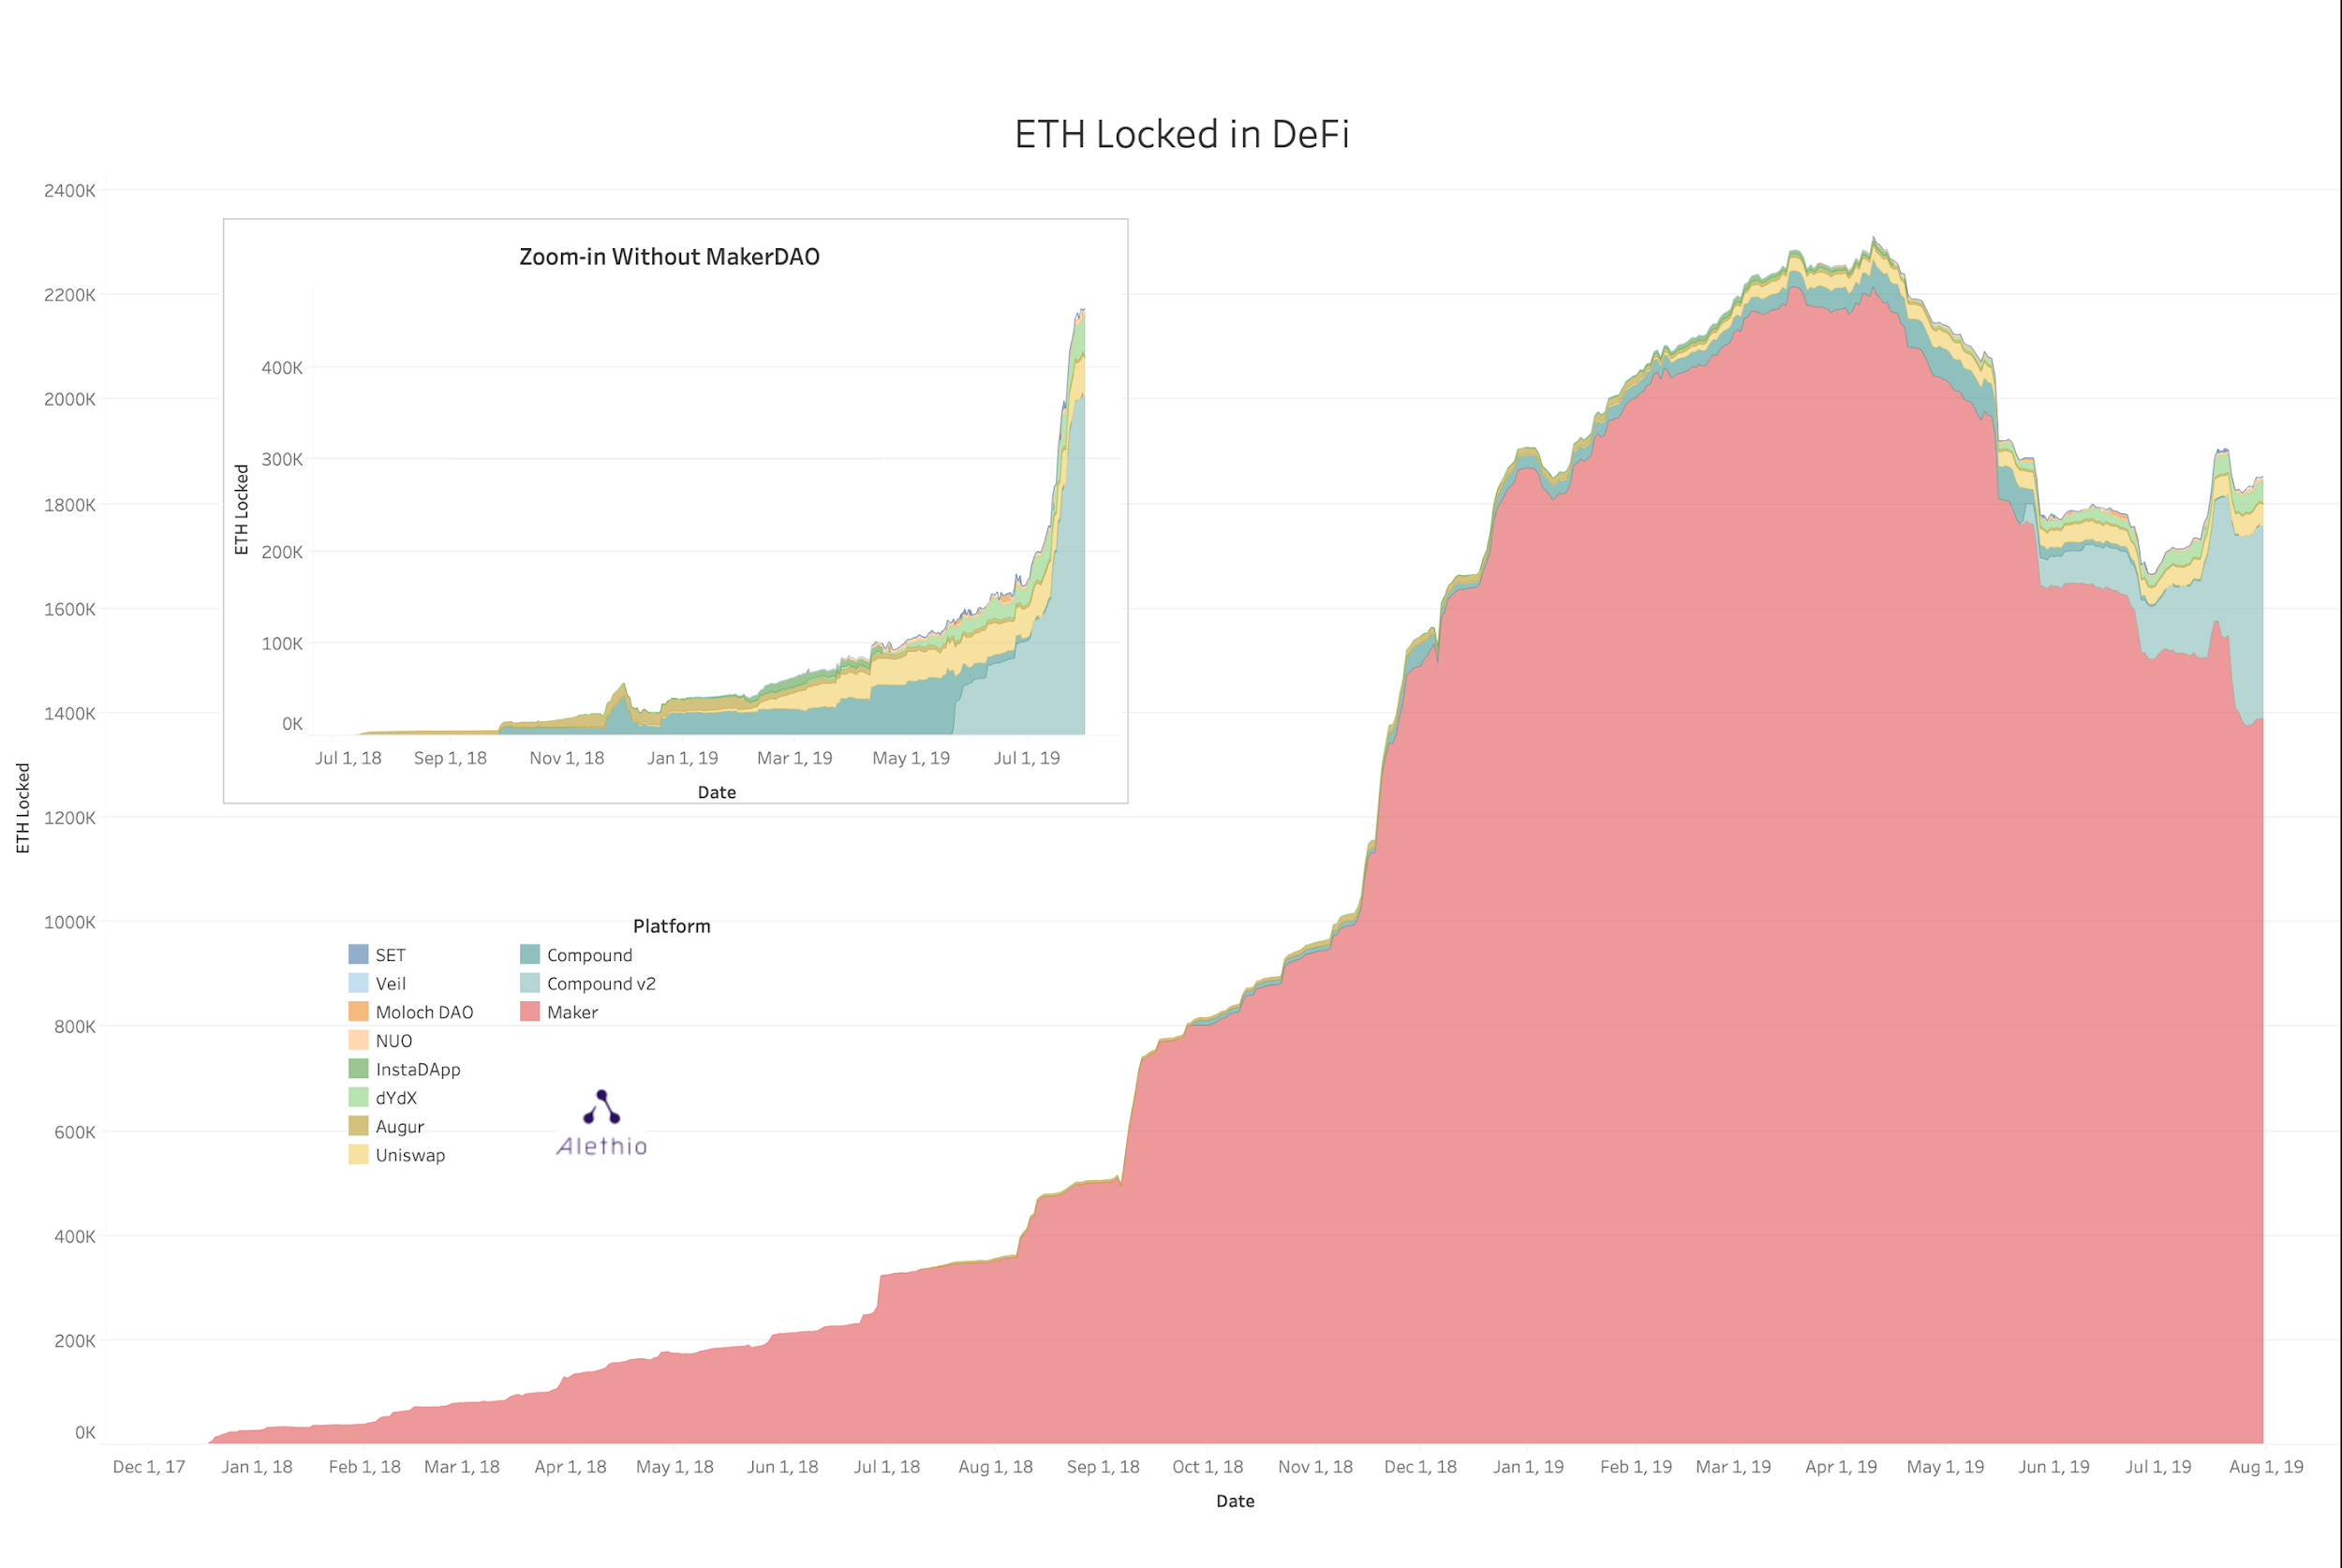 ETH Locked in DeFi
2400K
2200K
2000K
1800K
1600K
1400K
1200K
1000K
800K
600K
400K
200K
0K
ETH Locked
Zoom-in Without MakerDAO
400K
300K
200K
100K
0K
ETH Locked
Jul 1, 18 Sep 1, 18 Nov 1, 18 Jan 1, 19 Mar 1, 19 May 1, 19 Jul 1, 19
Date
Platform
SET Compound
Veil Compound v2
Moloch DAO Maker
NUO
InstaDApp
dYdX
Augur
Uniswap
Alethio
Dec 1, 17 Jan 1, 18 Feb 1, 18 Mar 1, 18 Apr 1, 18 May 1, 18 Jun 1, 18 Jul 1, 18 Aug 1, 18 Sep 1, 18 Oct 1, 18 Nov 1, 18 Dec 1, 18 Jan 1, 19 Feb 1, 19 Mar 1, 19 Apr 1, 19 May 1, 19 Jun 1, 19 Jul 1, 19 Aug 1, 19
Date